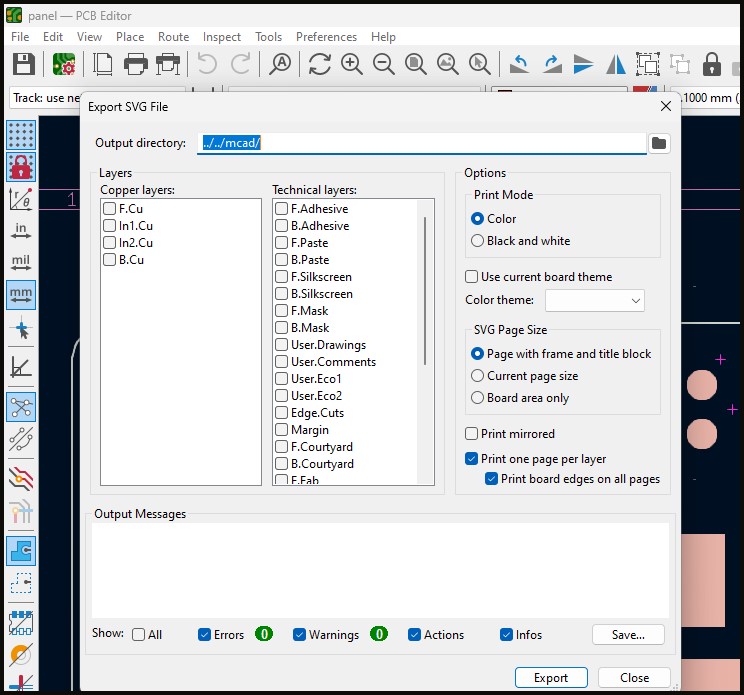 panel — PCB Editor
File Edit View Place Route Inspect Tools Preferences Help
Track: use ne
.1000 mm (
Export SVG File
Output directory: ../../mcad/
Layers
Copper layers:
F.Cu
In1.Cu
In2.Cu
B.Cu
Technical layers:
F.Adhesive
B.Adhesive
F.Paste
B.Paste
F.Silkscreen
B.Silkscreen
F.Mask
B.Mask
User.Drawings
User.Comments
User.Eco1
User.Eco2
Edge.Cuts
Margin
F.Courtyard
B.Courtyard
F.Fab
Options
Print Mode
Color
Black and white
Use current board theme
Color theme:
SVG Page Size
Page with frame and title block
Current page size
Board area only
Print mirrored
Print one page per layer
Print board edges on all pages
Output Messages
Show: All Errors 0 Warnings 0 Actions Infos Save...
Export Close
1
r/θ
in
mil
mm